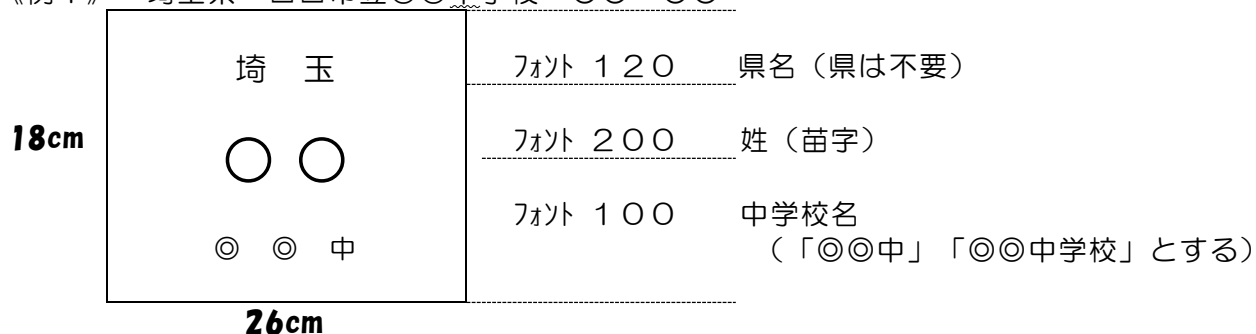 埼 玉 ﾌｫﾝﾄ １２０ 県名（県は不要）
18cm ○○ ﾌｫﾝﾄ ２００ 姓（苗字）
ﾌｫﾝﾄ １００ 中学校名
◎ ◎ 中 （「◎◎中」「◎◎中学校」とする）
26cm